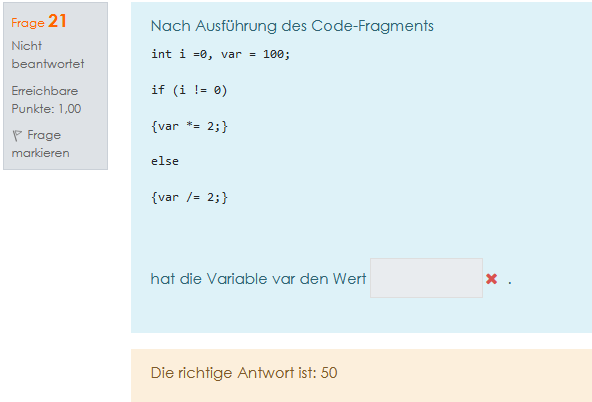 Frage 21
Nicht
beantwortet
Erreichbare
Punkte: 1,00
Frage
markieren
Nach Ausführung des Code-Fragments
int i =0, var = 100;
if (i != 0)
{var *= 2;}
else
{var /= 2;}
hat die Variable var den Wert .
Die richtige Antwort ist: 50